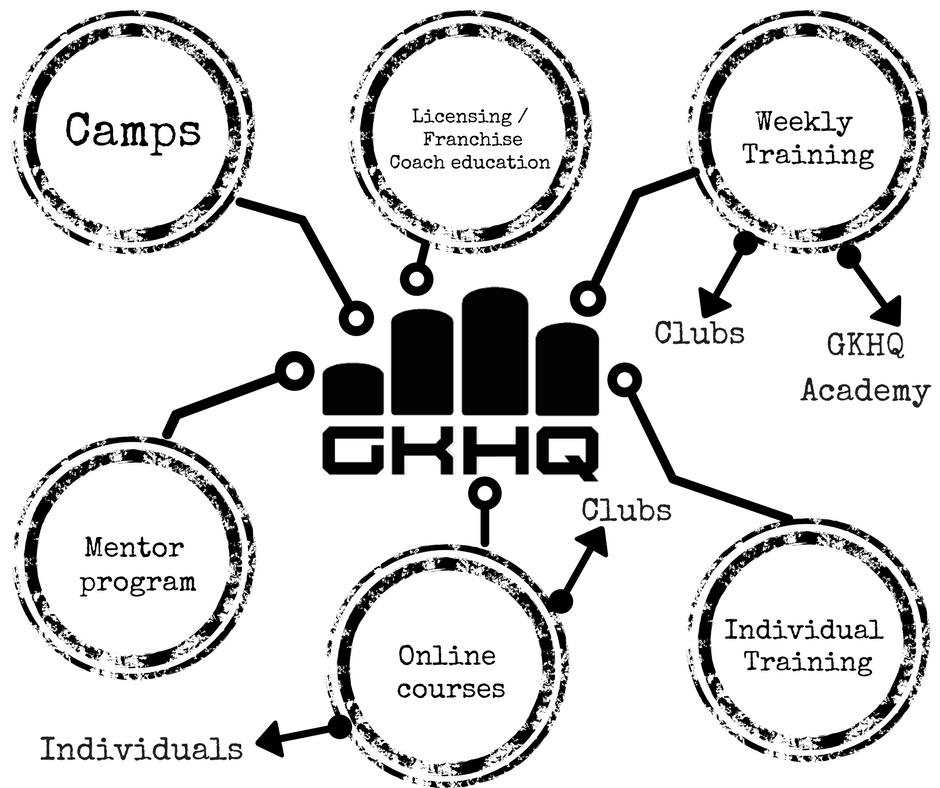 Camps
Licensing /
Franchise
Coach education
Weekly
Training
Clubs
GKHQ
Academy
GKHQ
Mentor
program
Clubs
Online
courses
Individuals
Individual
Training